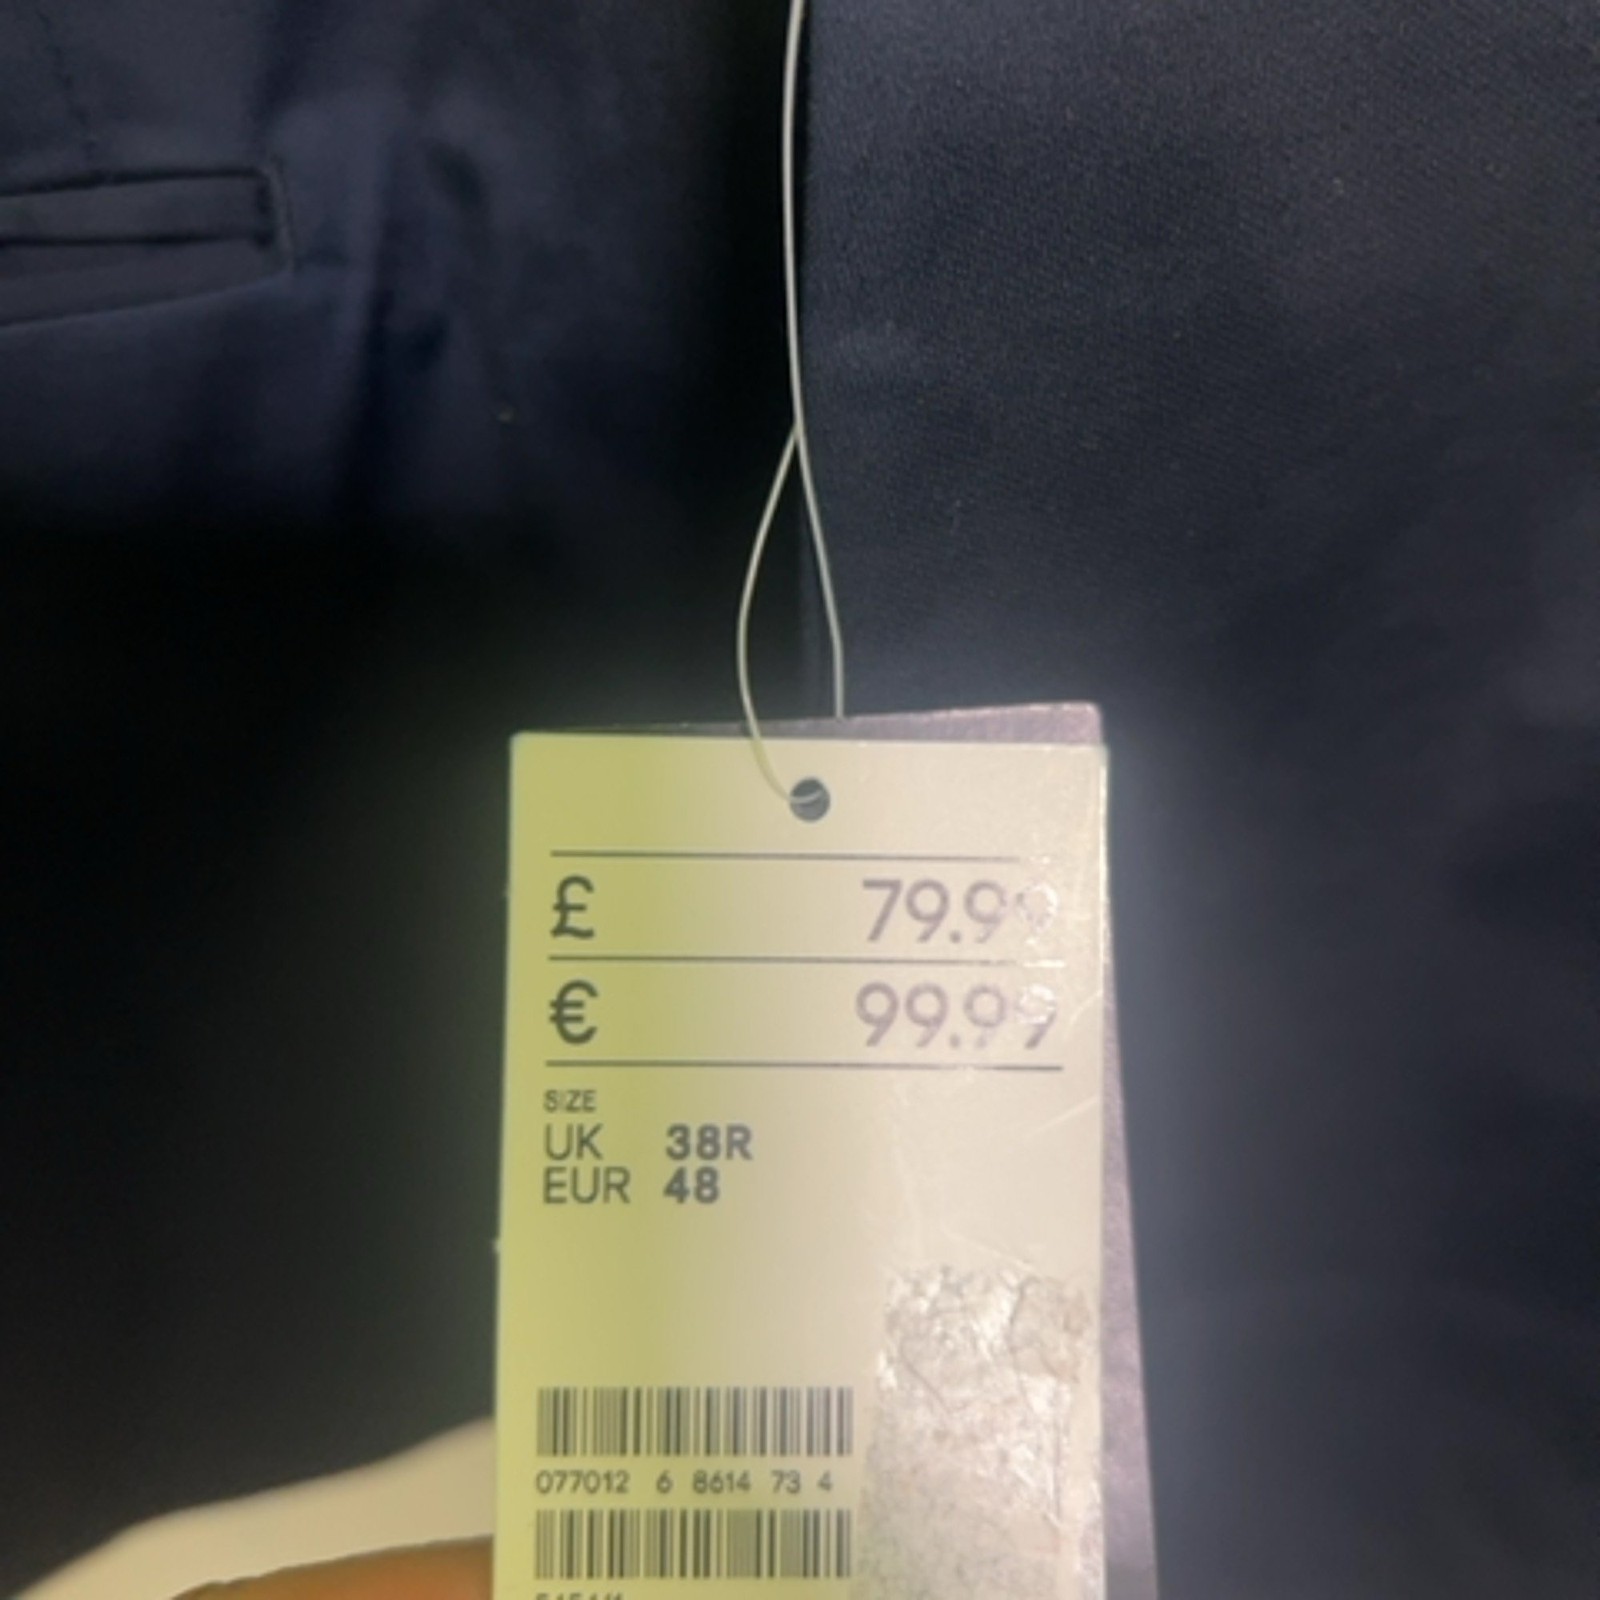 £ 79.99
€ 99.99
SIZE
UK 38R
EUR 48
077012 6 8614 73 4